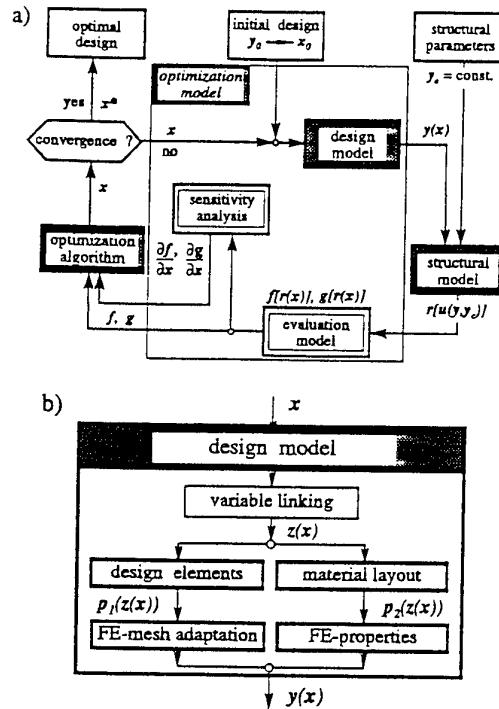 a)
optimal
design
initial design
y₀ ⟷ x₀
structural
parameters
yₑ = const.
optimization
model
yes
x*
convergence ?
x
no
design
model
y(x)
x
sensitivity
analysis
optimization
algorithm
∂f/∂x, ∂g/∂x
structural
model
f[r(x)], g[r(x)]
r[u(y,yₑ)]
f, g
evaluation
model
b)
x
design model
variable linking
z(x)
design elements
material layout
p₁(z(x))
p₂(z(x))
FE-mesh adaptation
FE-properties
y(x)